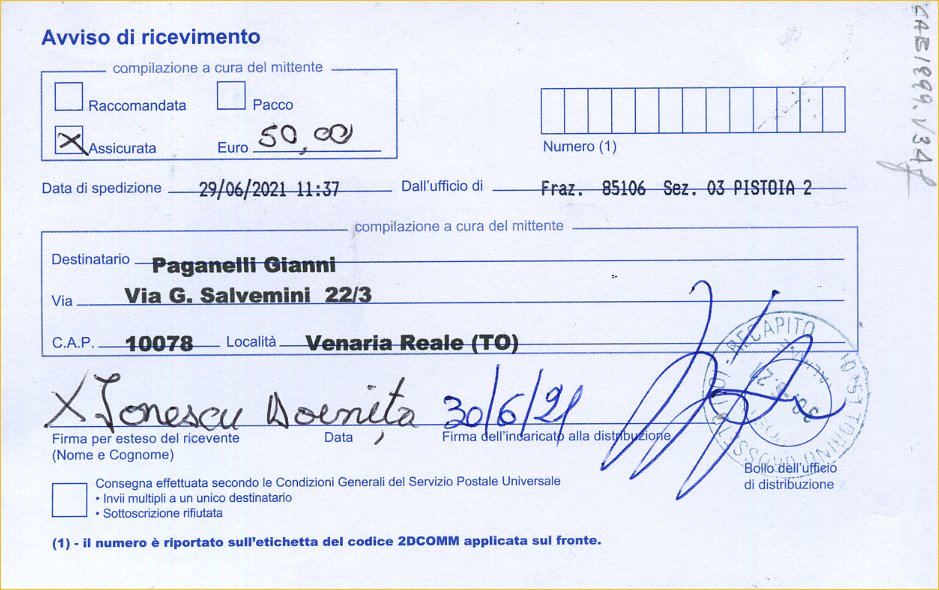 Avviso di ricevimento
compilazione a cura del mittente
Raccomandata Pacco
X Assicurata Euro 50,00
Numero (1)
Data di spedizione 29/06/2021 11:37 Dall'ufficio di Fraz. 85106 Sez. 03 PISTOIA 2
compilazione a cura del mittente
Destinatario Paganelli Gianni
Via Via G. Salvemini 22/3
C.A.P. 10078 Località Venaria Reale (TO)
X Ionescu Doinița 30/6/21
Firma per esteso del ricevente Data Firma dell'incaricato alla distribuzione
(Nome e Cognome)
Bollo dell'ufficio
di distribuzione
Consegna effettuata secondo le Condizioni Generali del Servizio Postale Universale
• Invii multipli a un unico destinatario
• Sottoscrizione rifiutata
(1) - il numero è riportato sull'etichetta del codice 2DCOMM applicata sul fronte.
RECAPITO